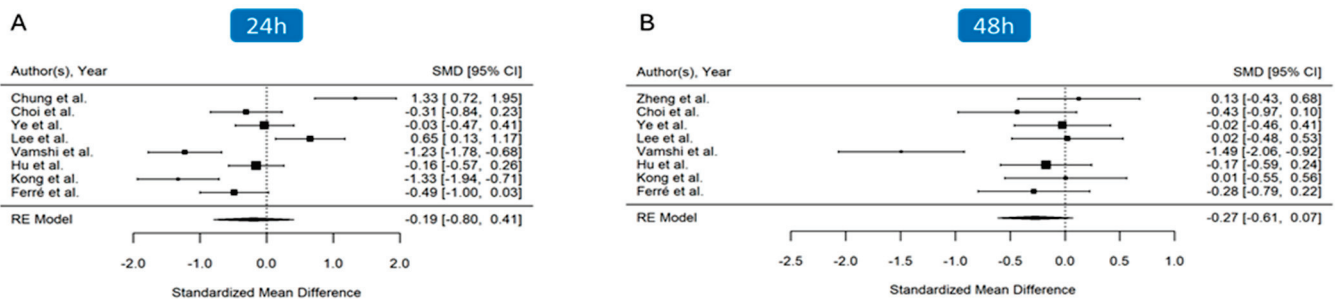 A
24h
Author(s), Year SMD [95% CI]
Chung et al. 1.33 [ 0.72, 1.95]
Choi et al. -0.31 [-0.84, 0.23]
Ye et al. -0.03 [-0.47, 0.41]
Lee et al. 0.65 [ 0.13, 1.17]
Vamshi et al. -1.23 [-1.78, -0.68]
Hu et al. -0.16 [-0.57, 0.26]
Kong et al. -1.33 [-1.94, -0.71]
Ferré et al. -0.49 [-1.00, 0.03]
RE Model -0.19 [-0.80, 0.41]
-2.0 -1.0 0.0 1.0 2.0
Standardized Mean Difference
B
48h
Author(s), Year SMD [95% CI]
Zheng et al. 0.13 [-0.43, 0.68]
Choi et al. -0.43 [-0.97, 0.10]
Ye et al. -0.02 [-0.46, 0.41]
Lee et al. 0.02 [-0.48, 0.53]
Vamshi et al. -1.49 [-2.06, -0.92]
Hu et al. -0.17 [-0.59, 0.24]
Kong et al. 0.01 [-0.55, 0.56]
Ferré et al. -0.28 [-0.79, 0.22]
RE Model -0.27 [-0.61, 0.07]
-2.5 -2.0 -1.5 -1.0 -0.5 0.0 0.5 1.0
Standardized Mean Difference